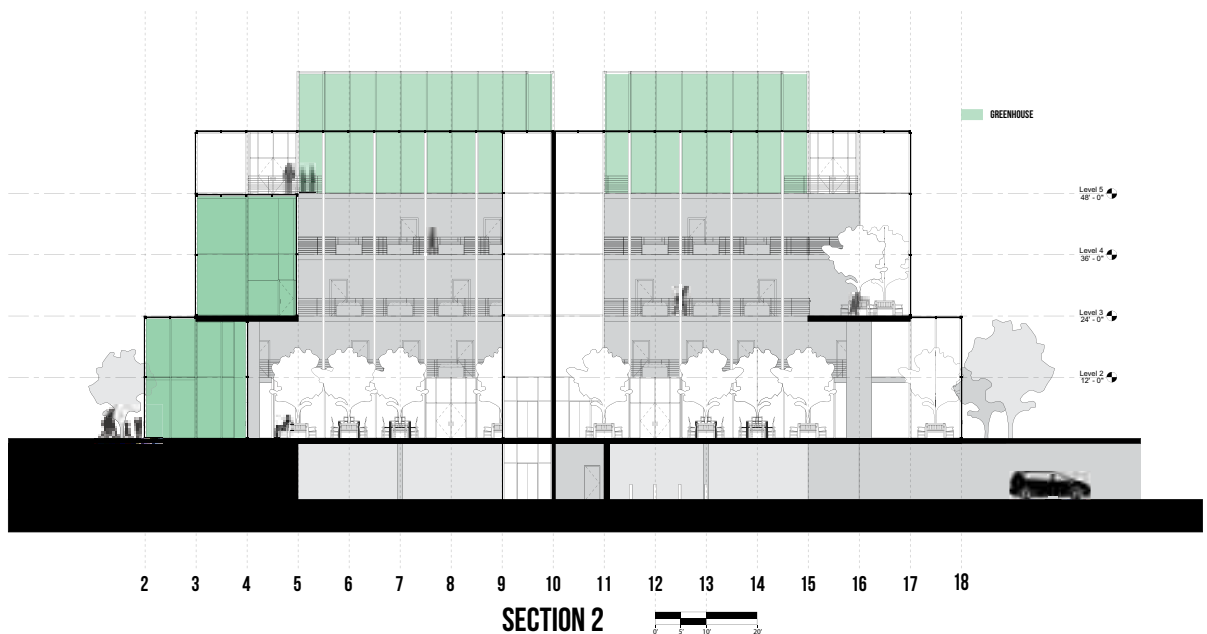 GREENHOUSE
Level 5
48' - 0"
Level 4
36' - 0"
Level 3
24' - 0"
Level 2
12' - 0"
2 3 4 5 6 7 8 9 10 11 12 13 14 15 16 17 18
SECTION 2
0' 5' 10' 20'